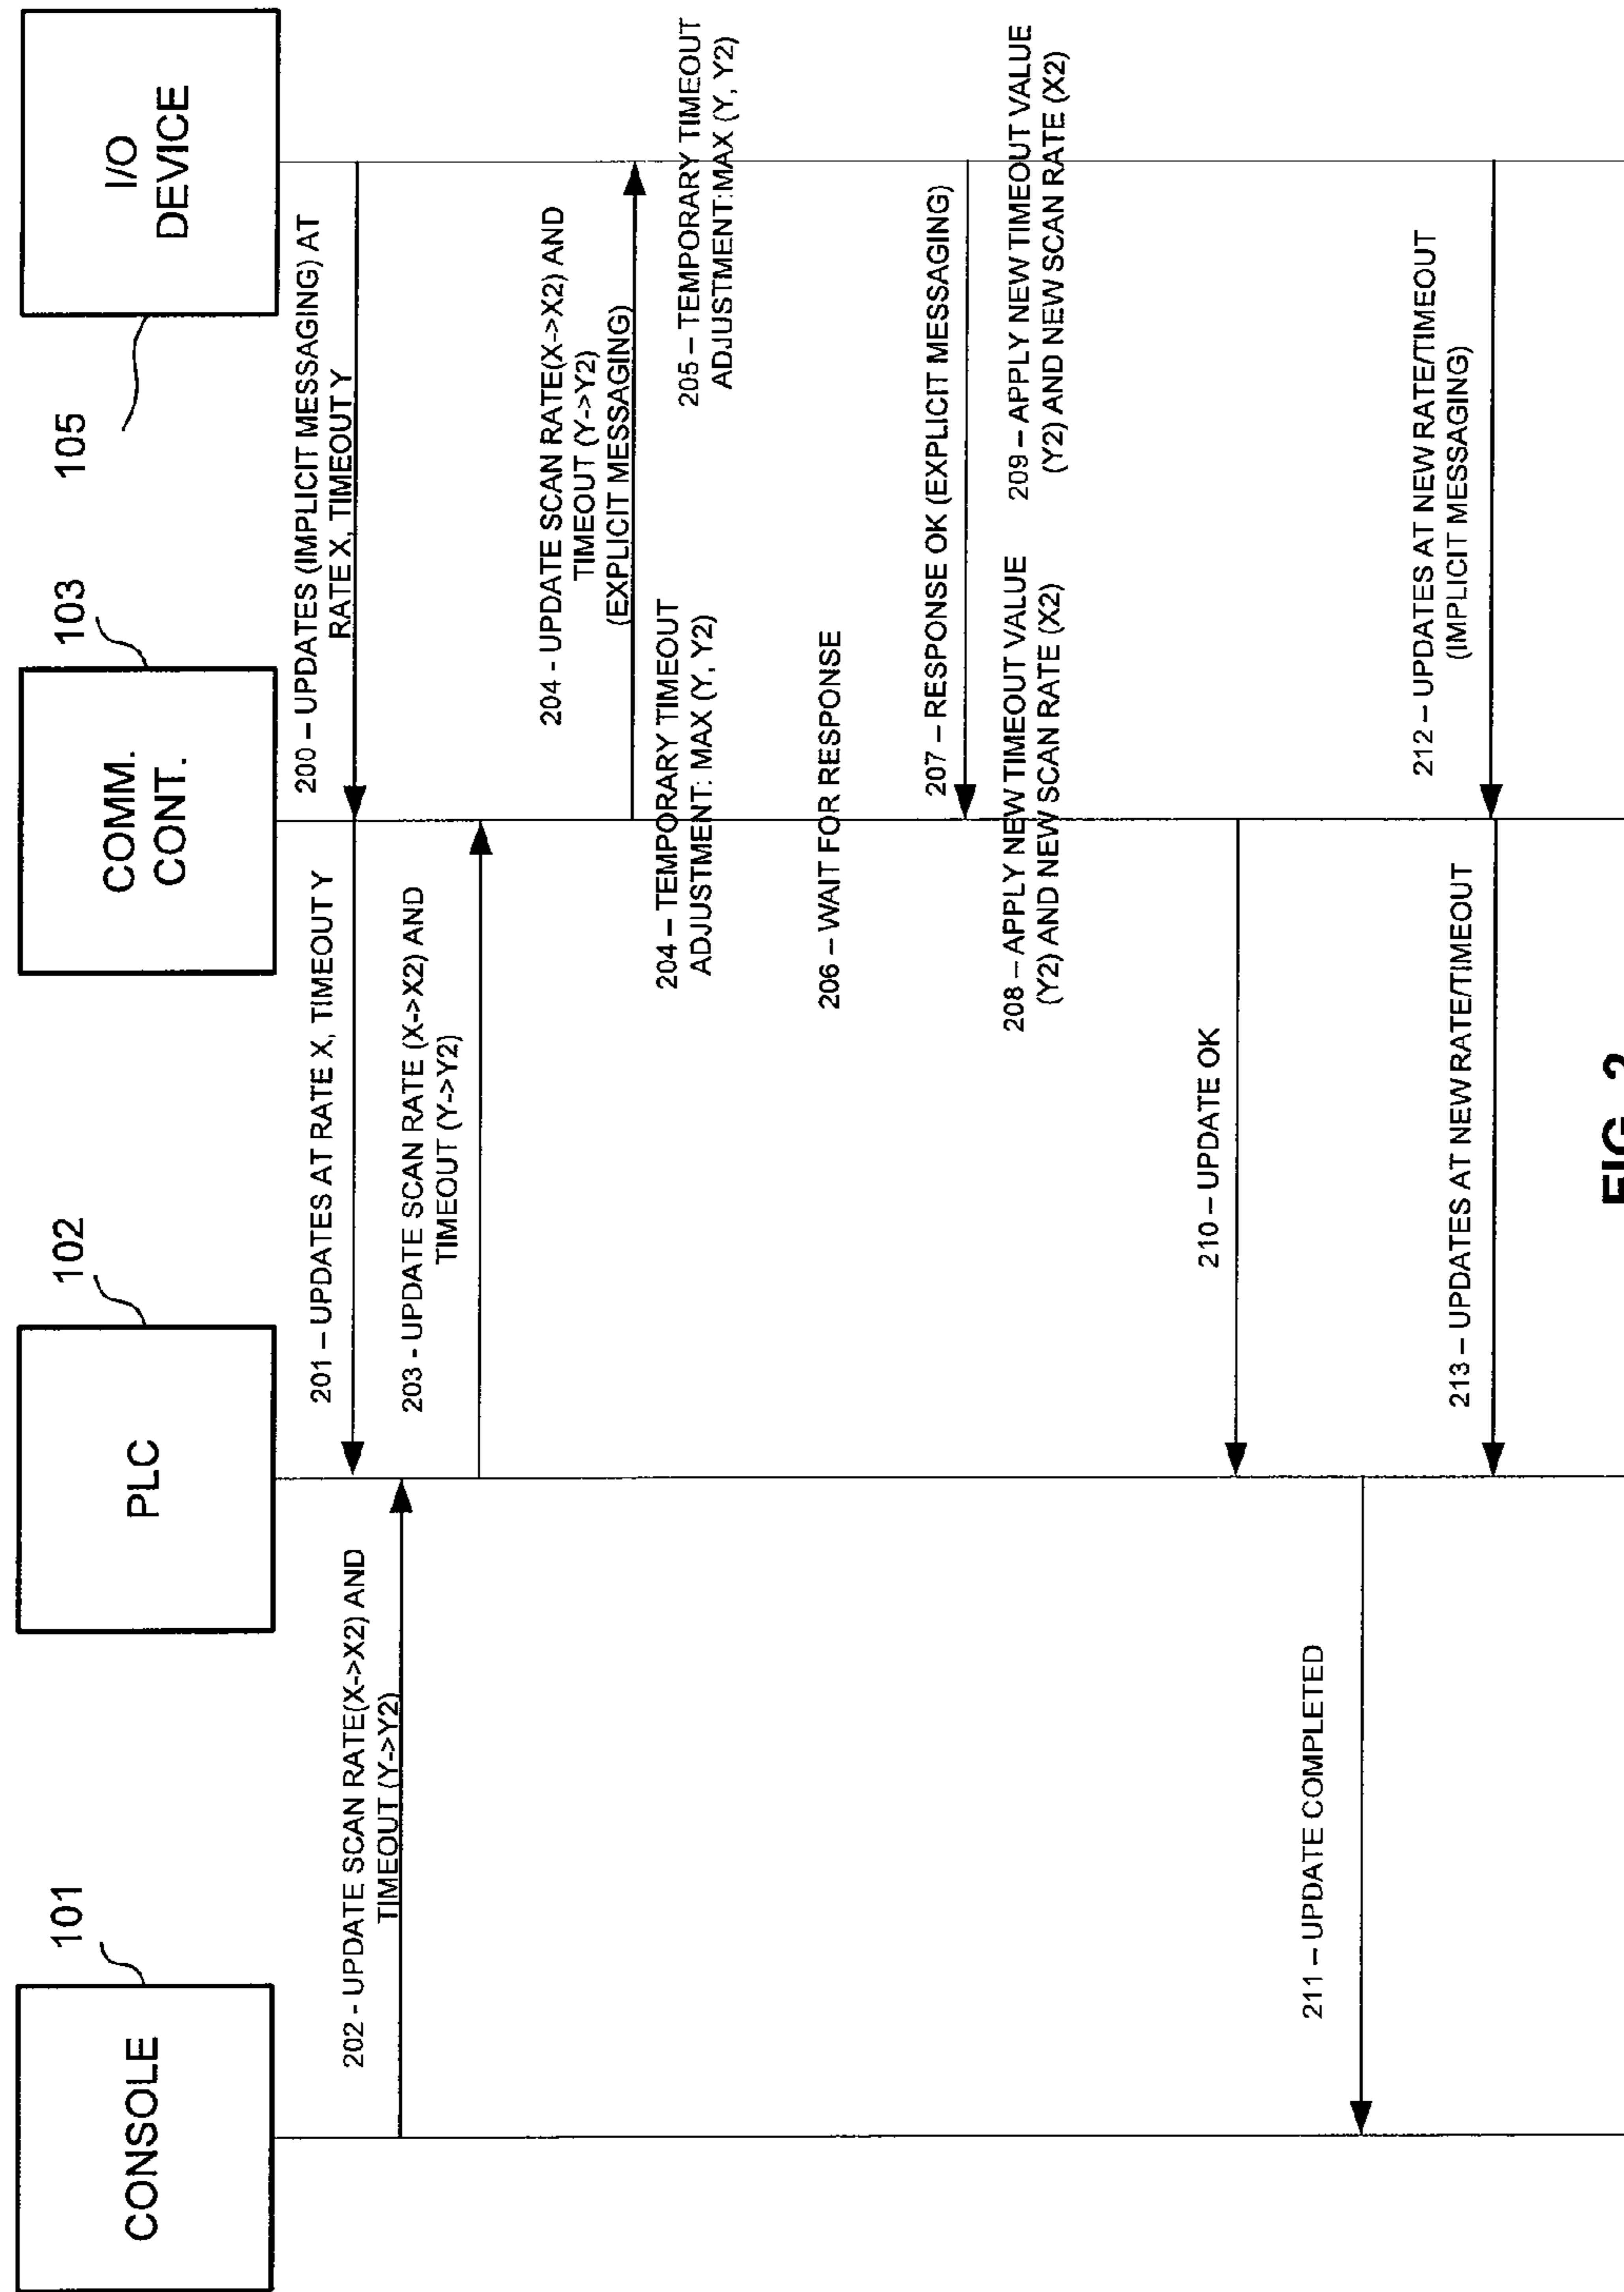 CONSOLE
101
PLC
102
COMM.
CONT.
103
I/O
DEVICE
105
200 – UPDATES (IMPLICIT MESSAGING) AT
RATE X, TIMEOUT Y
201 – UPDATES AT RATE X, TIMEOUT Y
202 - UPDATE SCAN RATE(X->X2) AND
TIMEOUT (Y->Y2)
203 - UPDATE SCAN RATE (X->X2) AND
TIMEOUT (Y->Y2)
204 - UPDATE SCAN RATE(X->X2) AND
TIMEOUT (Y->Y2)
(EXPLICIT MESSAGING)
204 – TEMPORARY TIMEOUT
ADJUSTMENT: MAX (Y, Y2)
205 – TEMPORARY TIMEOUT
ADJUSTMENT:MAX (Y, Y2)
206 – WAIT FOR RESPONSE
207 – RESPONSE OK (EXPLICIT MESSAGING)
208 – APPLY NEW TIMEOUT VALUE
(Y2) AND NEW SCAN RATE (X2)
209 – APPLY NEW TIMEOUT VALUE
(Y2) AND NEW SCAN RATE (X2)
210 – UPDATE OK
211 – UPDATE COMPLETED
212 – UPDATES AT NEW RATE/TIMEOUT
(IMPLICIT MESSAGING)
213 – UPDATES AT NEW RATE/TIMEOUT
FIG. 2